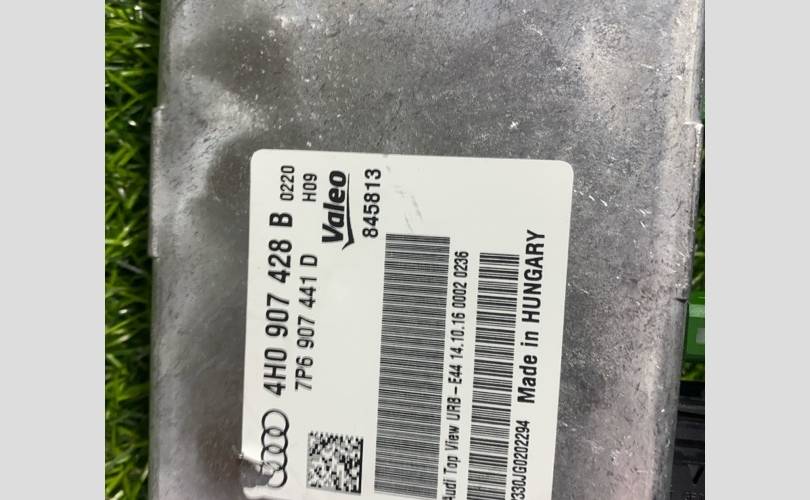 4H0 907 428 B 0220
7P6 907 441 D H09
Valeo
845813
Audi Top View URB-E44 14.10.16 0002 0236
330JG0202294 Made in HUNGARY